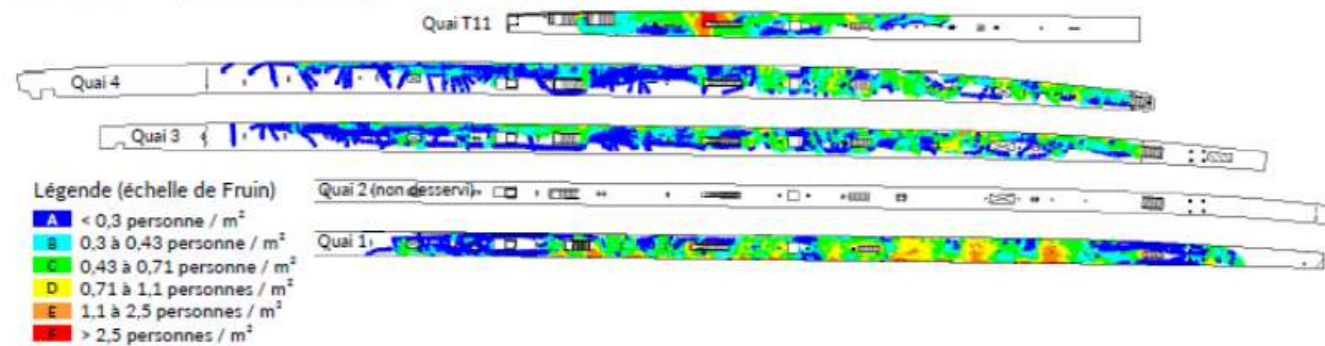 Quai T11
Quai 4
Quai 3
Légende (échelle de Fruin)
A < 0,3 personne / m²
B 0,3 à 0,43 personne / m²
C 0,43 à 0,71 personne / m²
D 0,71 à 1,1 personnes / m²
E 1,1 à 2,5 personnes / m²
F > 2,5 personnes / m²
Quai 2 (non desservi)
Quai 1